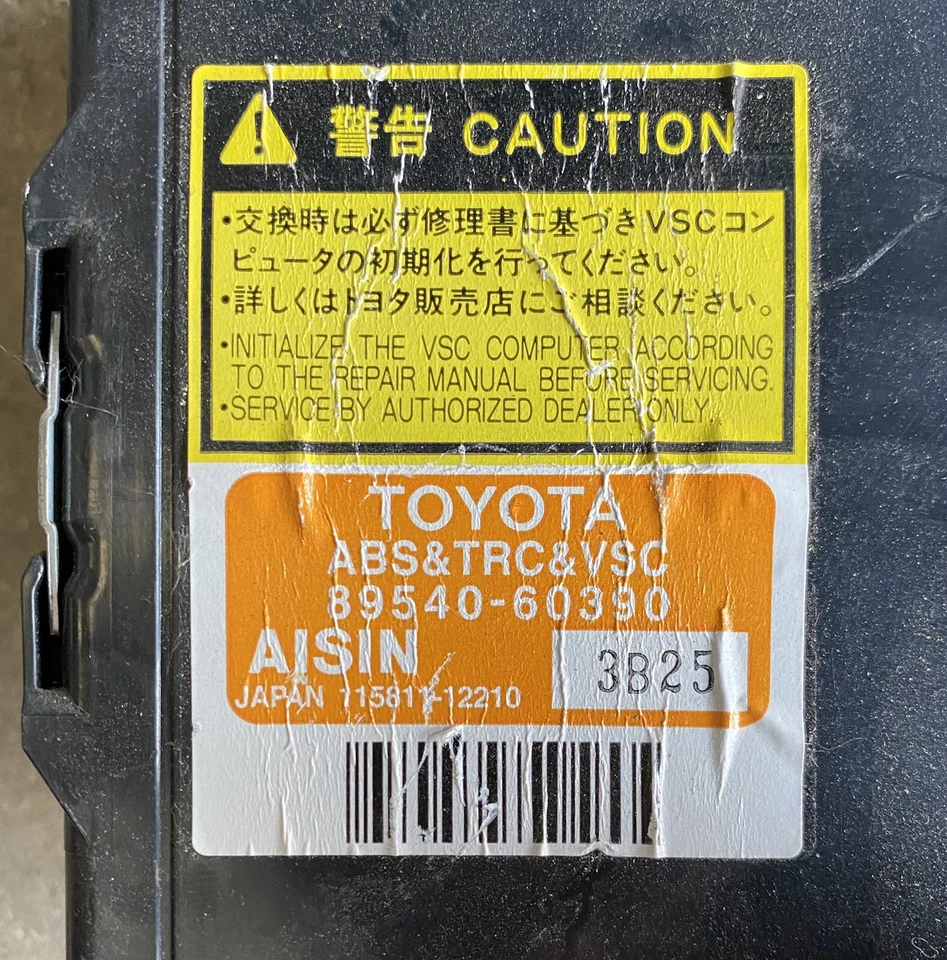 警告 CAUTION
・交換時は必ず修理書に基づきVSCコン
ピュータの初期化を行ってください。
・詳しくはトヨタ販売店にご相談ください。
・INITIALIZE THE VSC COMPUTER ACCORDING
TO THE REPAIR MANUAL BEFORE SERVICING.
・SERVICE BY AUTHORIZED DEALER ONLY.
TOYOTA
ABS&TRC&VSC
89540-60390
AISIN
3B25
JAPAN 115811-12210